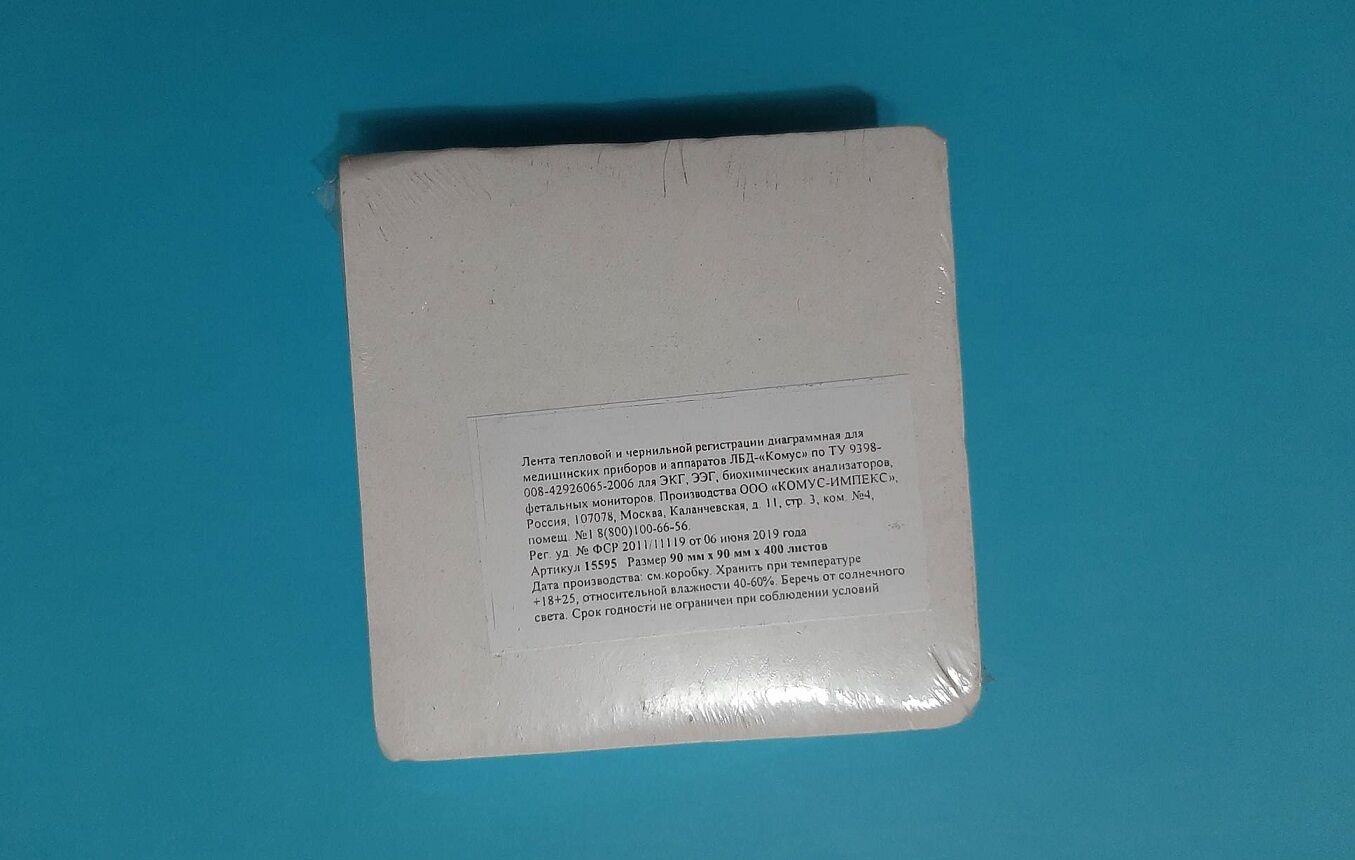 Лента тепловой и чернильной регистрации диаграммная для
медицинских приборов и аппаратов ЛБД-«Комус» по ТУ 9398-
008-42926065-2006 для ЭКГ, ЭЭГ, биохимических анализаторов,
фетальных мониторов. Производства ООО «КОМУС-ИМПЕКС»,
Россия, 107078, Москва, Каланчевская, д. 11, стр. 3, ком. №4,
помещ. №1 8(800)100-66-56.
Рег. уд. № ФСР 2011/11119 от 06 июня 2019 года
Артикул 15595 Размер 90 мм х 90 мм х 400 листов
Дата производства: см.коробку. Хранить при температуре
+18+25, относительной влажности 40-60%. Беречь от солнечного
света. Срок годности не ограничен при соблюдении условий